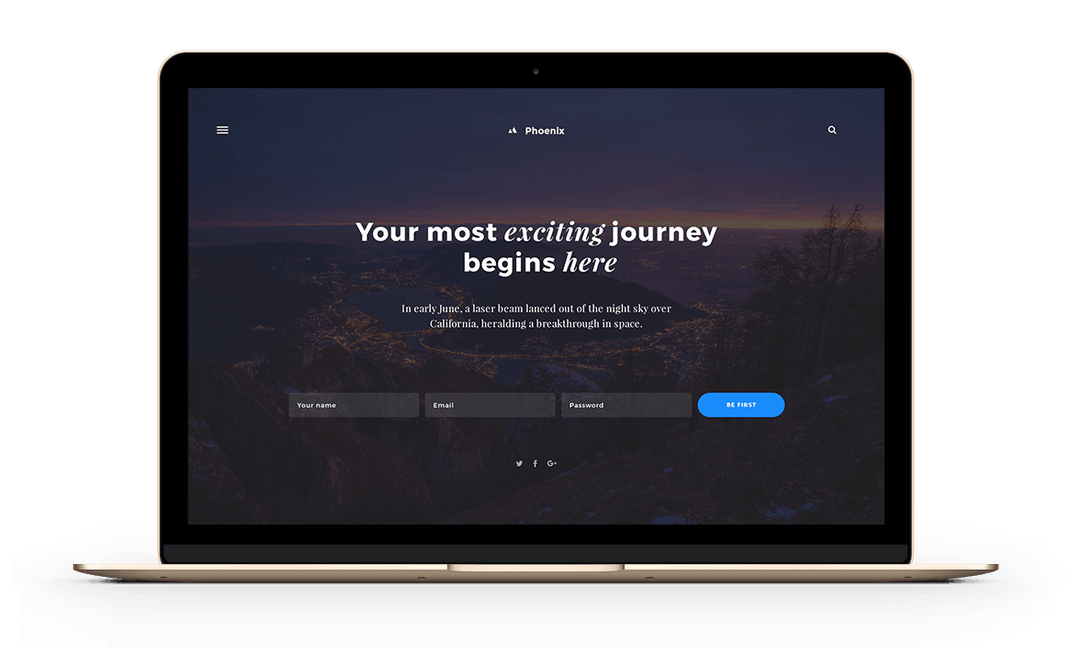 Phoenix
Your most exciting journey
begins here
In early June, a laser beam lanced out of the night sky over
California, heralding a breakthrough in space.
Your name
Email
Password
BE FIRST
G+